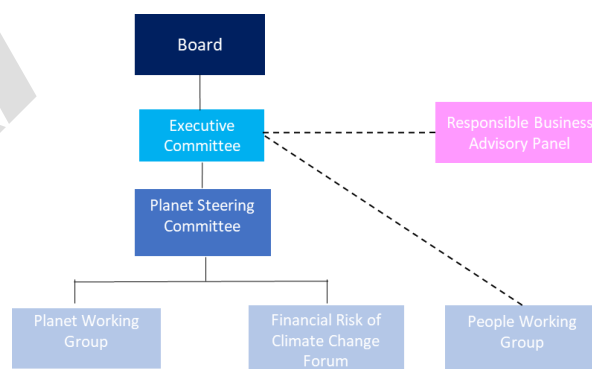 Board
Executive
Committee
Responsible Business
Advisory Panel
Planet Steering
Committee
Planet Working
Group
Financial Risk of
Climate Change
Forum
People Working
Group